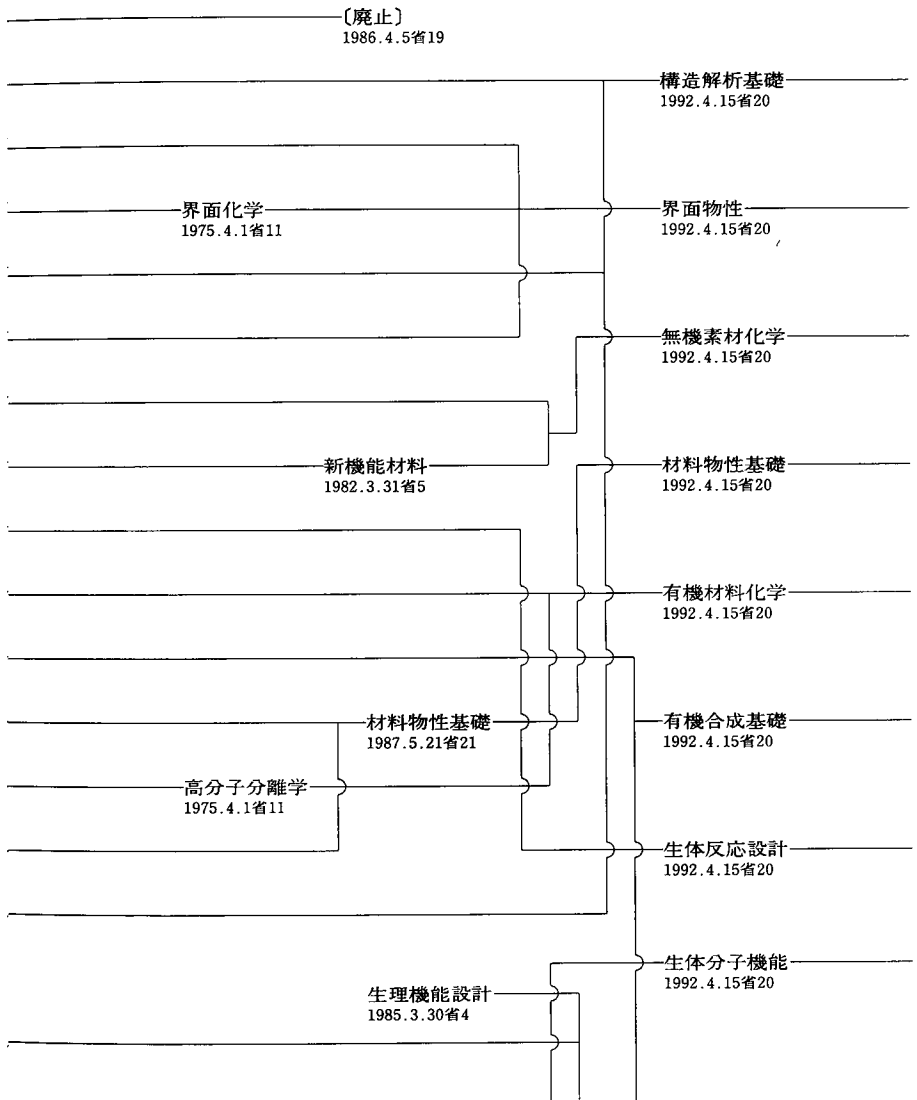 〔廃止〕
1986.4.5省19
構造解析基礎
1992.4.15省20
界面化学
1975.4.1省11
界面物性
1992.4.15省20
無機素材化学
1992.4.15省20
新機能材料
1982.3.31省5
材料物性基礎
1992.4.15省20
有機材料化学
1992.4.15省20
材料物性基礎
1987.5.21省21
有機合成基礎
1992.4.15省20
高分子分離学
1975.4.1省11
生体反応設計
1992.4.15省20
生体分子機能
1992.4.15省20
生理機能設計
1985.3.30省4